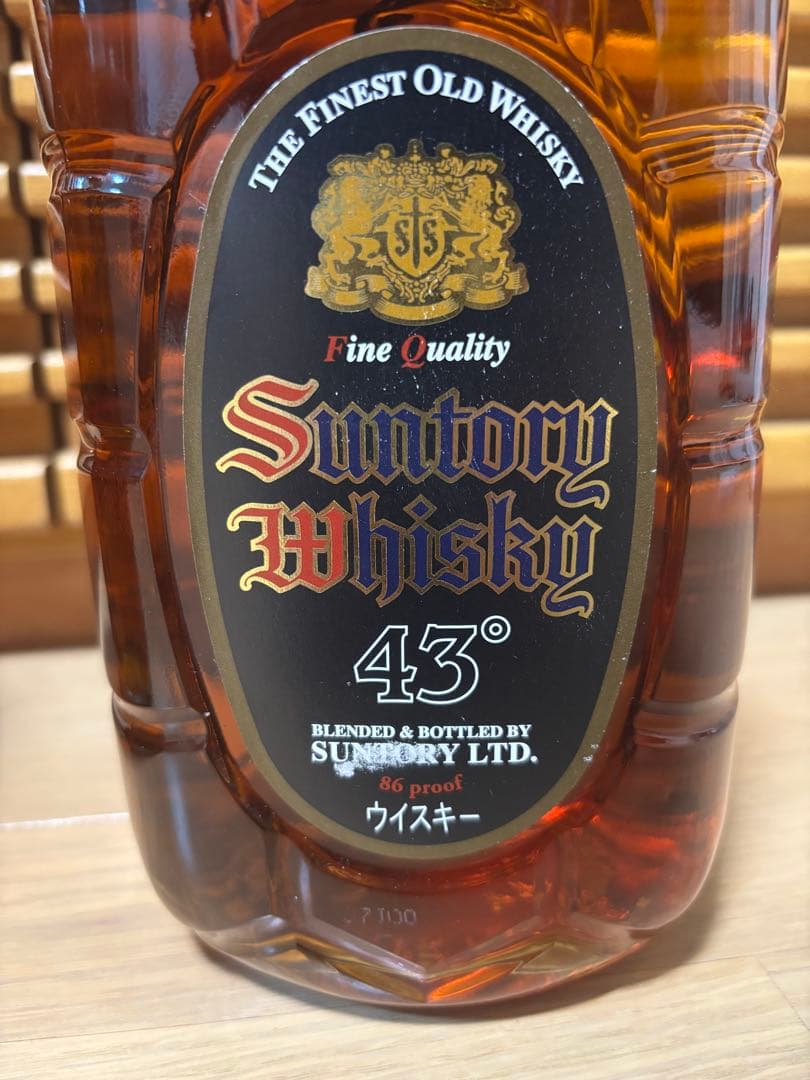 THE FINEST OLD WHISKY
SS
Fine Quality
Suntory
Whisky
43°
BLENDED & BOTTLED BY
SUNTORY LTD.
86 proof
ウイスキー